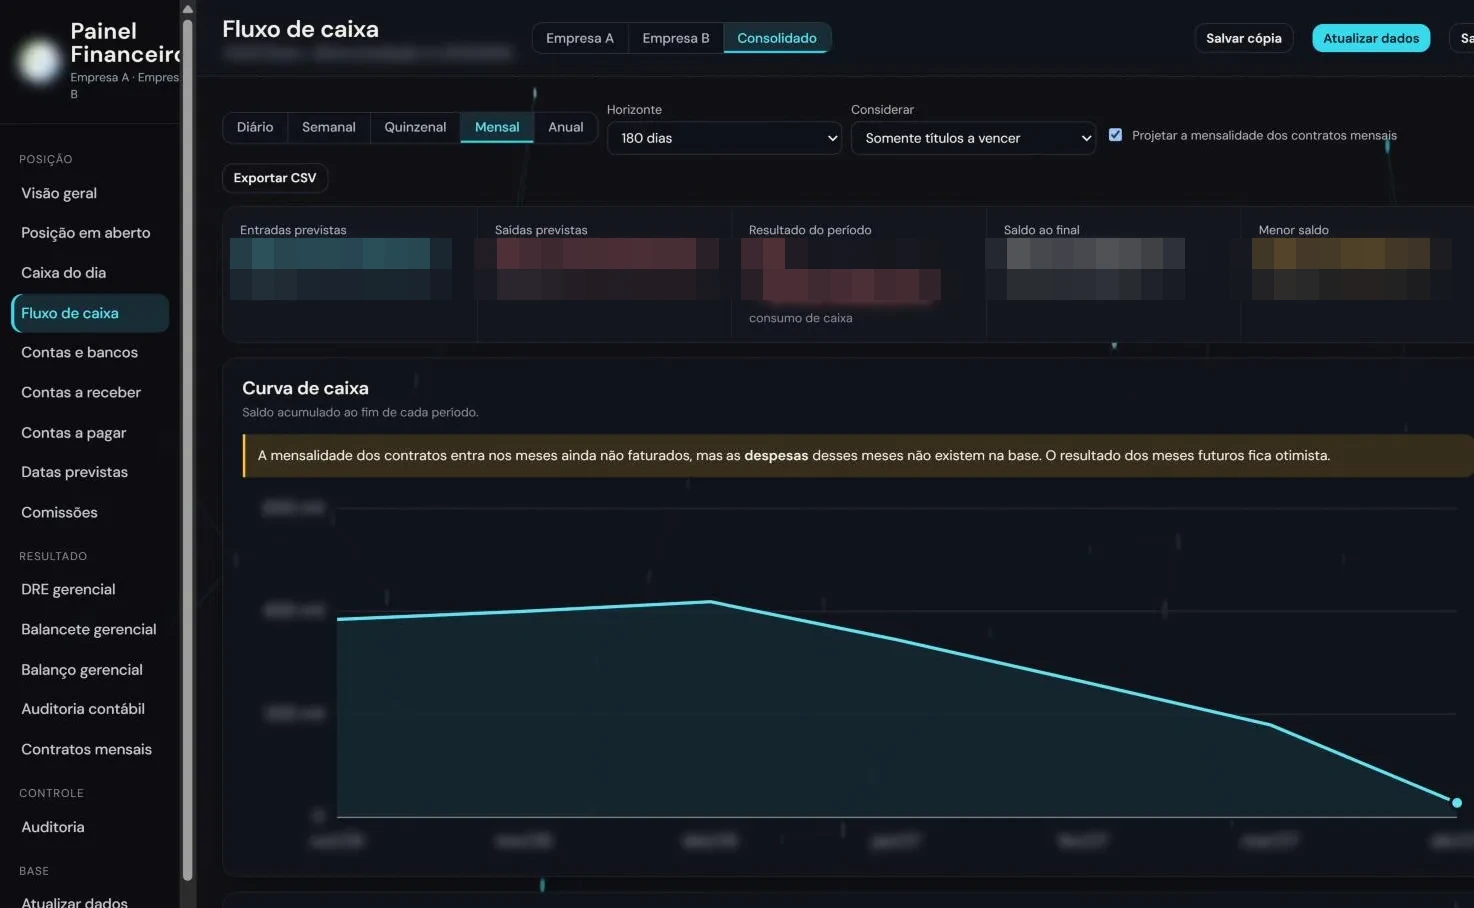 Painel
Financeiro
Empresa A · Empres
B
POSIÇÃO
Visão geral
Posição em aberto
Caixa do dia
Fluxo de caixa
Contas e bancos
Contas a receber
Contas a pagar
Datas previstas
Comissões
RESULTADO
DRE gerencial
Balancete gerencial
Balanço gerencial
Auditoria contábil
Contratos mensais
CONTROLE
Auditoria
BASE
Atualizar dados
Fluxo de caixa
Empresa A Empresa B Consolidado
Salvar cópia Atualizar dados Sa
Horizonte Considerar
Diário Semanal Quinzenal Mensal Anual 180 dias Somente títulos a vencer Projetar a mensalidade dos contratos mensais
Exportar CSV
Entradas previstas Saídas previstas Resultado do período Saldo ao final Menor saldo
consumo de caixa
Curva de caixa
Saldo acumulado ao fim de cada período.
A mensalidade dos contratos entra nos meses ainda não faturados, mas as despesas desses meses não existem na base. O resultado dos meses futuros fica otimista.